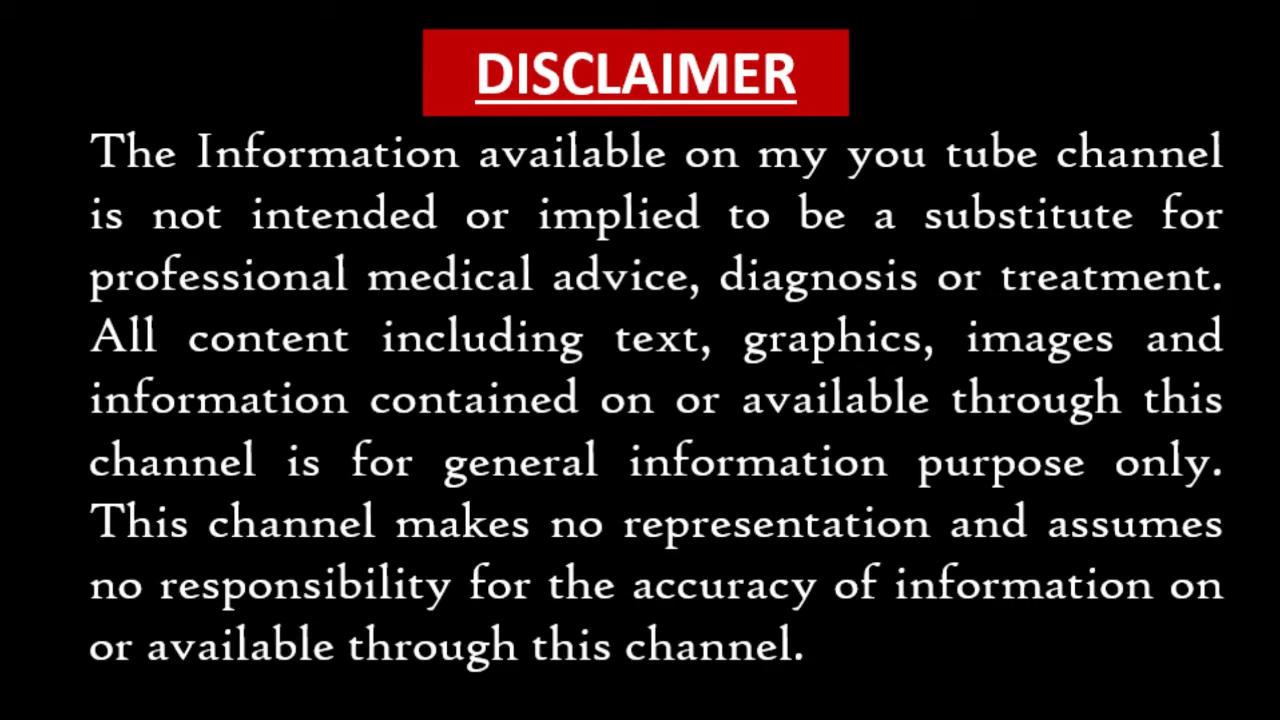 DISCLAIMER
The Information available on my you tube channel
is not intended or implied to be a substitute for
professional medical advice, diagnosis or treatment.
All content including text, graphics, images and
information contained on or available through this
channel is for general information purpose only.
This channel makes no representation and assumes
no responsibility for the accuracy of information on
or available through this channel.